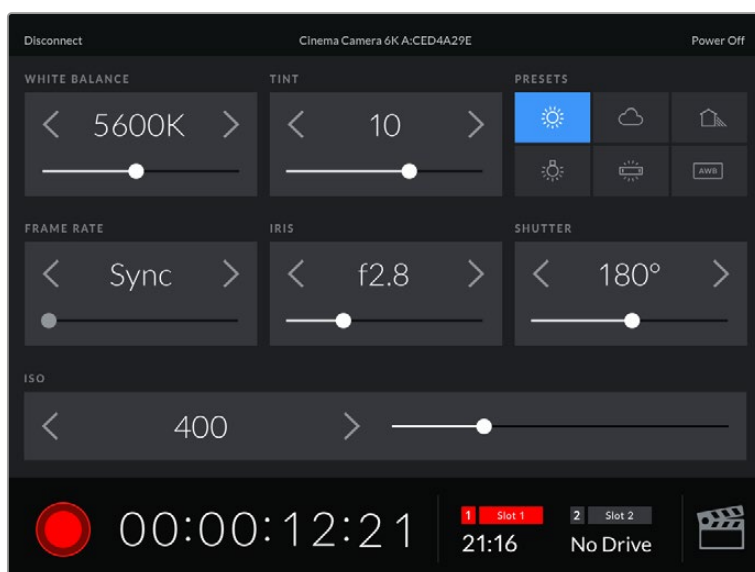 Disconnect Cinema Camera 6K A:CED4A29E Power Off
WHITE BALANCE TINT PRESETS
5600K 10
AWB
FRAME RATE IRIS SHUTTER
Sync f2.8 180°
ISO
400
1 Slot 1 2 Slot 2
00:00:12:21 21:16 No Drive